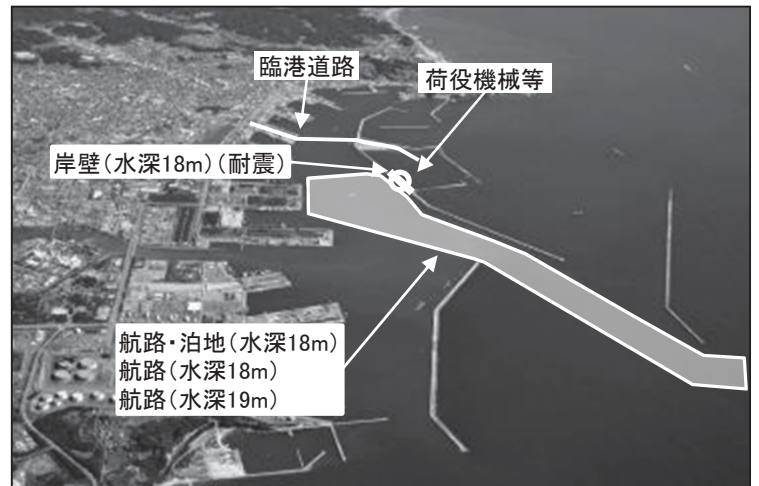 臨港道路
荷役機械等
岸壁(水深18m)(耐震)
航路・泊地(水深18m)
航路(水深18m)
航路(水深19m)